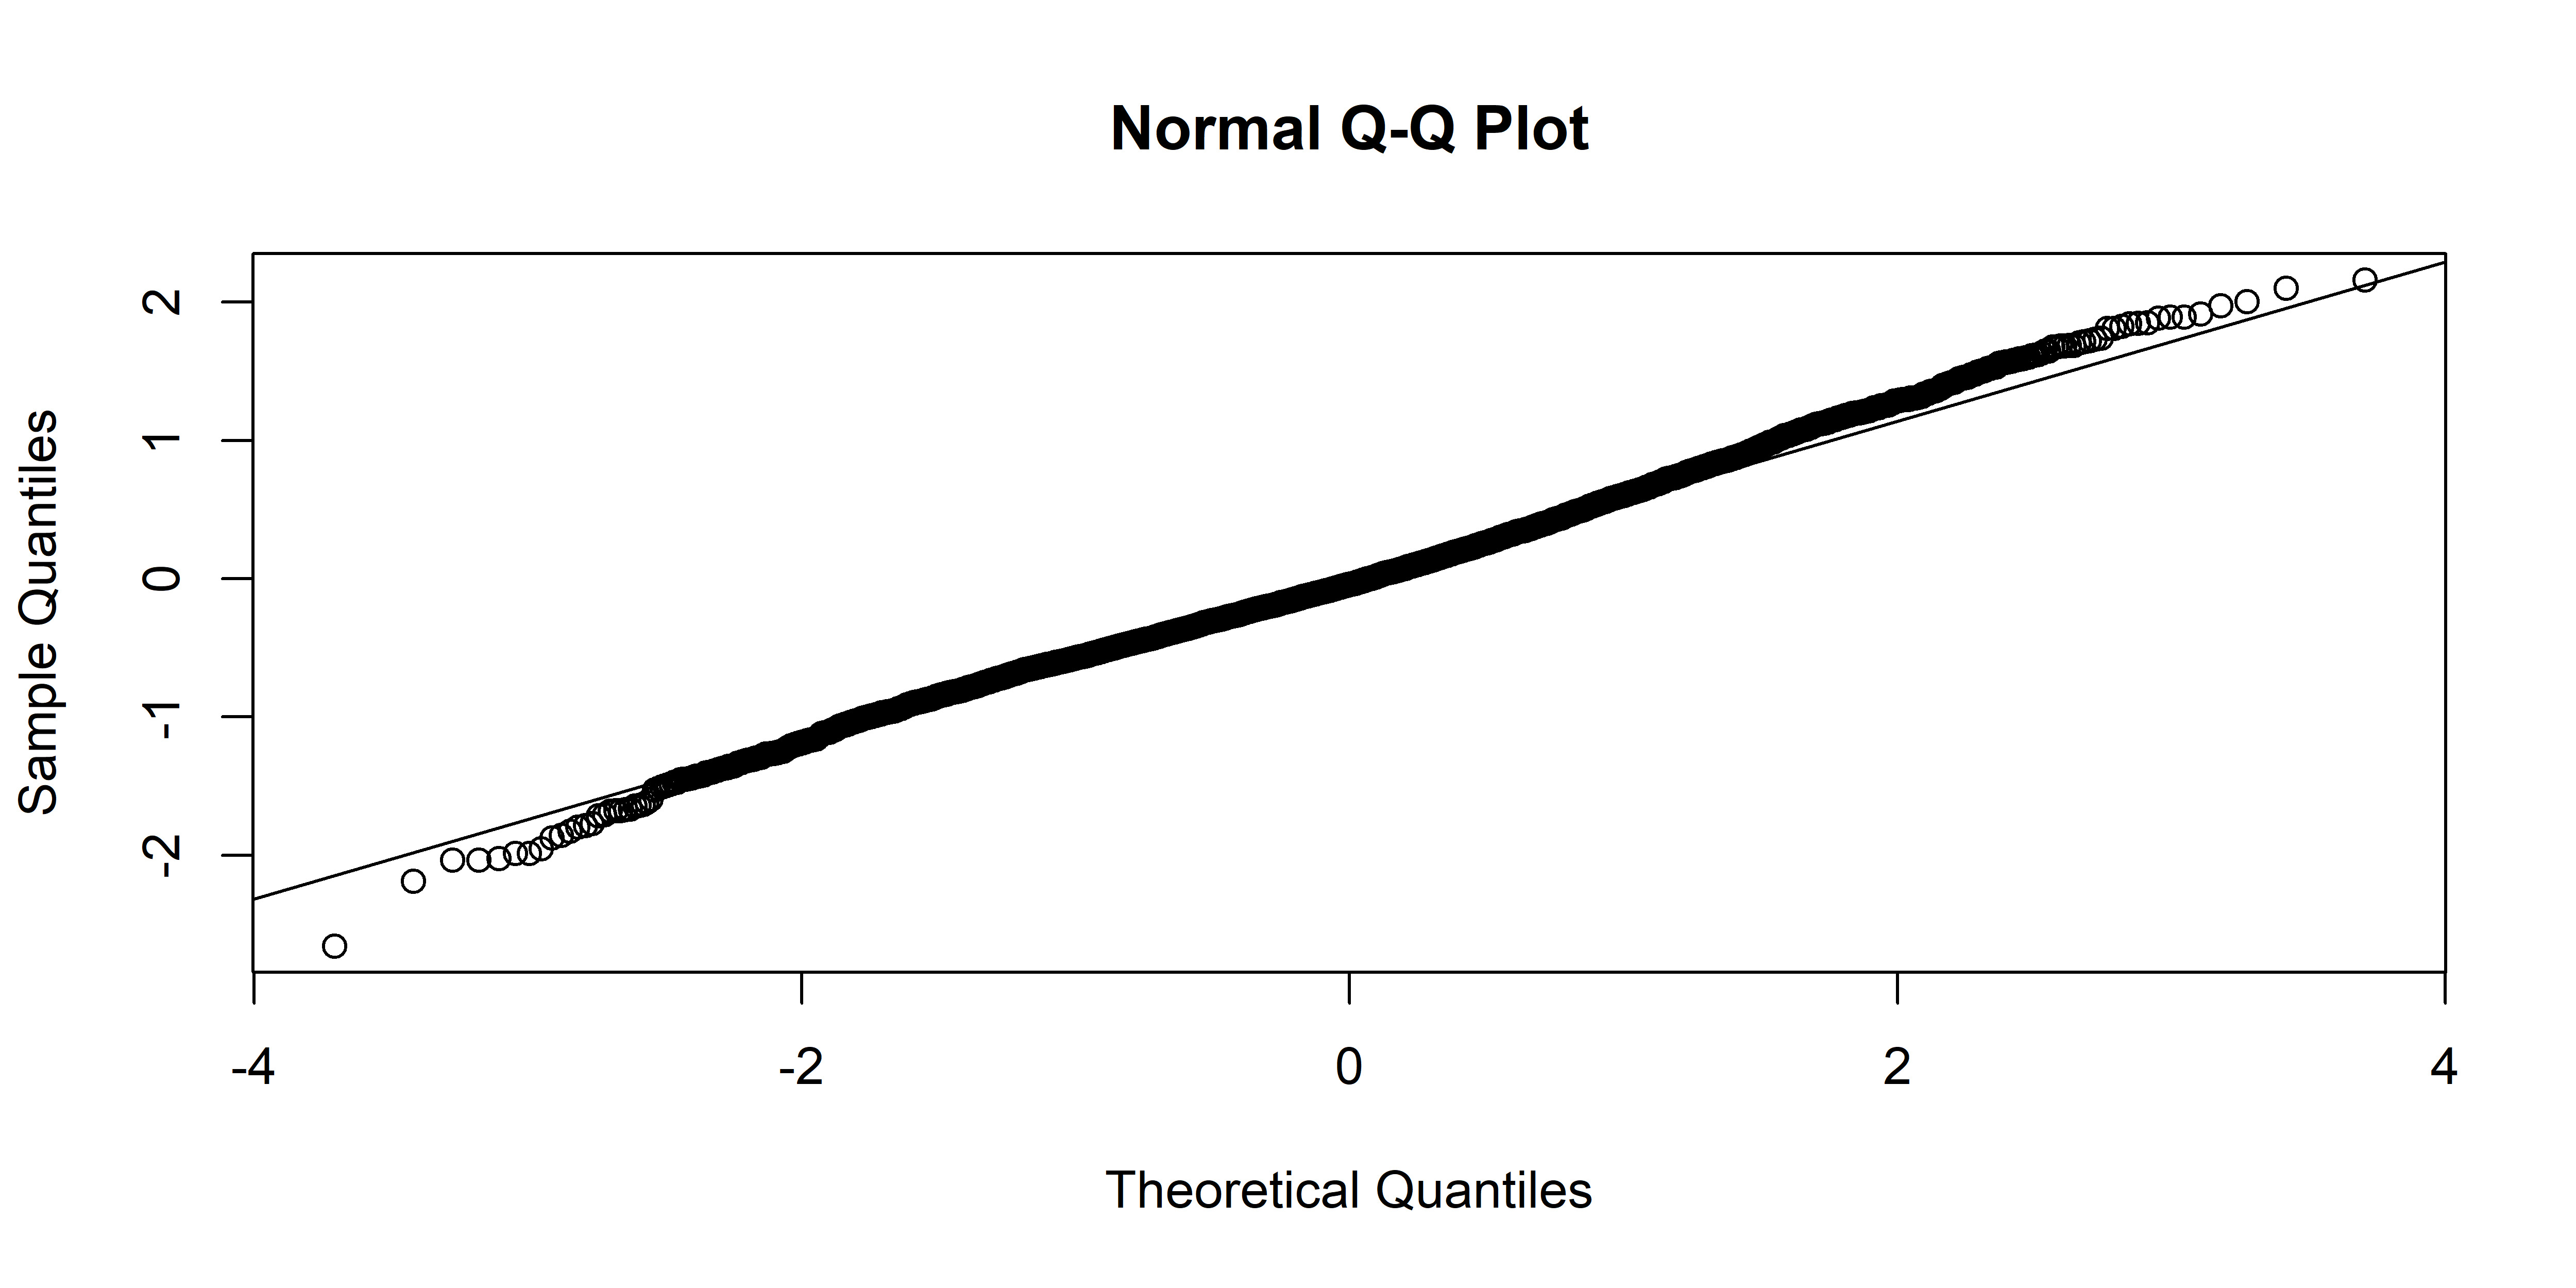 Normal Q-Q Plot
Sample Quantiles
2
1
0
-1
-2
-4 -2 0 2 4
Theoretical Quantiles